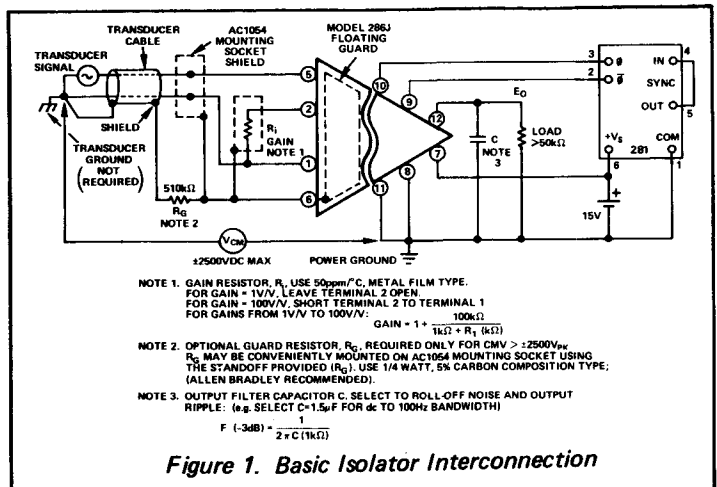 TRANSDUCER
CABLE
AC1054
MOUNTING
SOCKET
SHIELD
MODEL 286J
FLOATING
GUARD
TRANSDUCER
SIGNAL
SHIELD
TRANSDUCER
GROUND
NOT
(REQUIRED)
510kΩ
RG
NOTE 2
Ri
GAIN
NOTE 1
5
2
1
6
10
9
12
7
8
11
EO
C
NOTE
3
LOAD
>50kΩ
3
ø
2
ø̅
IN
4
SYNC
OUT
5
+VS
COM
281
6
1
+
15V
VCM
±2500VDC MAX
POWER GROUND
NOTE 1. GAIN RESISTOR, Ri, USE 50ppm/°C, METAL FILM TYPE.
FOR GAIN = 1V/V, LEAVE TERMINAL 2 OPEN.
FOR GAIN = 100V/V, SHORT TERMINAL 2 TO TERMINAL 1
FOR GAINS FROM 1V/V TO 100V/V:
GAIN = 1 + 100kΩ / 1kΩ + R1 (kΩ)
NOTE 2. OPTIONAL GUARD RESISTOR, RG, REQUIRED ONLY FOR CMV > ±2500VPK
RG MAY BE CONVENIENTLY MOUNTED ON AC1054 MOUNTING SOCKET USING
THE STANDOFF PROVIDED (RG). USE 1/4 WATT, 5% CARBON COMPOSITION TYPE;
(ALLEN BRADLEY RECOMMENDED).
NOTE 3. OUTPUT FILTER CAPACITOR C. SELECT TO ROLL-OFF NOISE AND OUTPUT
RIPPLE: (e.g. SELECT C=1.5µF FOR dc TO 100Hz BANDWIDTH)
F (-3dB) = 1 / 2 π C (1kΩ)
Figure 1. Basic Isolator Interconnection